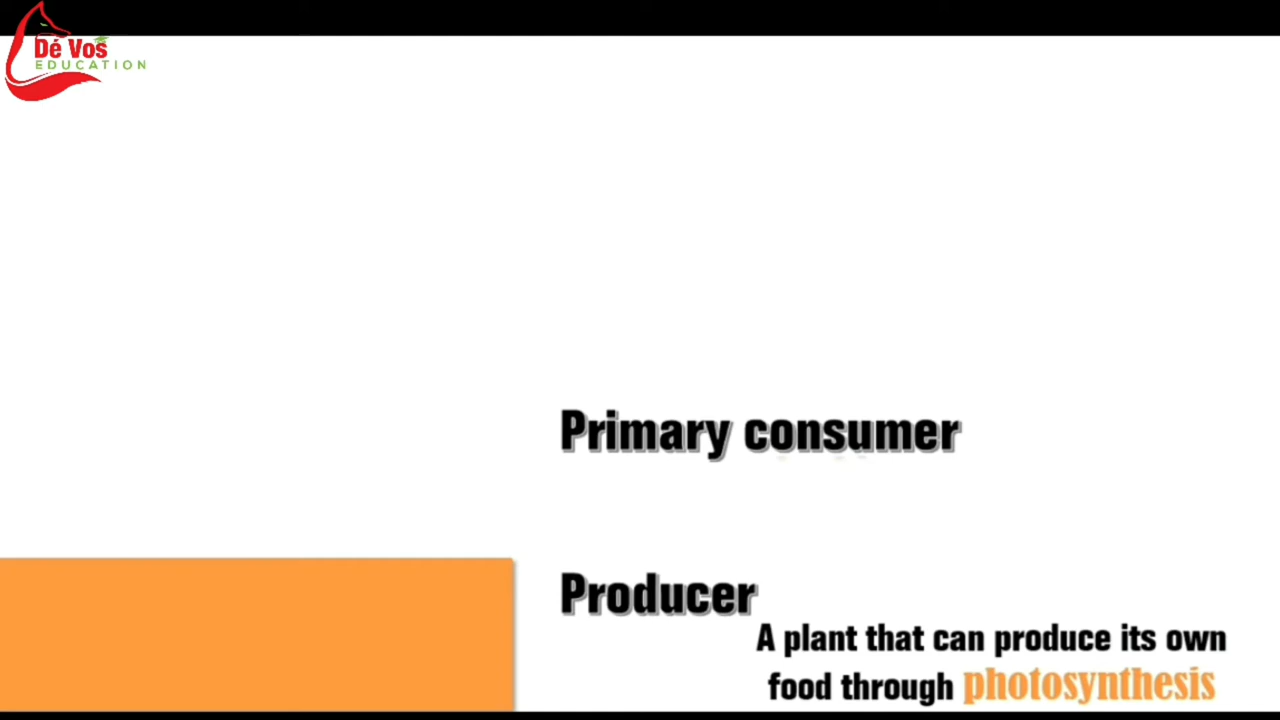 Dé Vos
EDUCATION
Primary consumer
Producer
A plant that can produce its own
food through photosynthesis